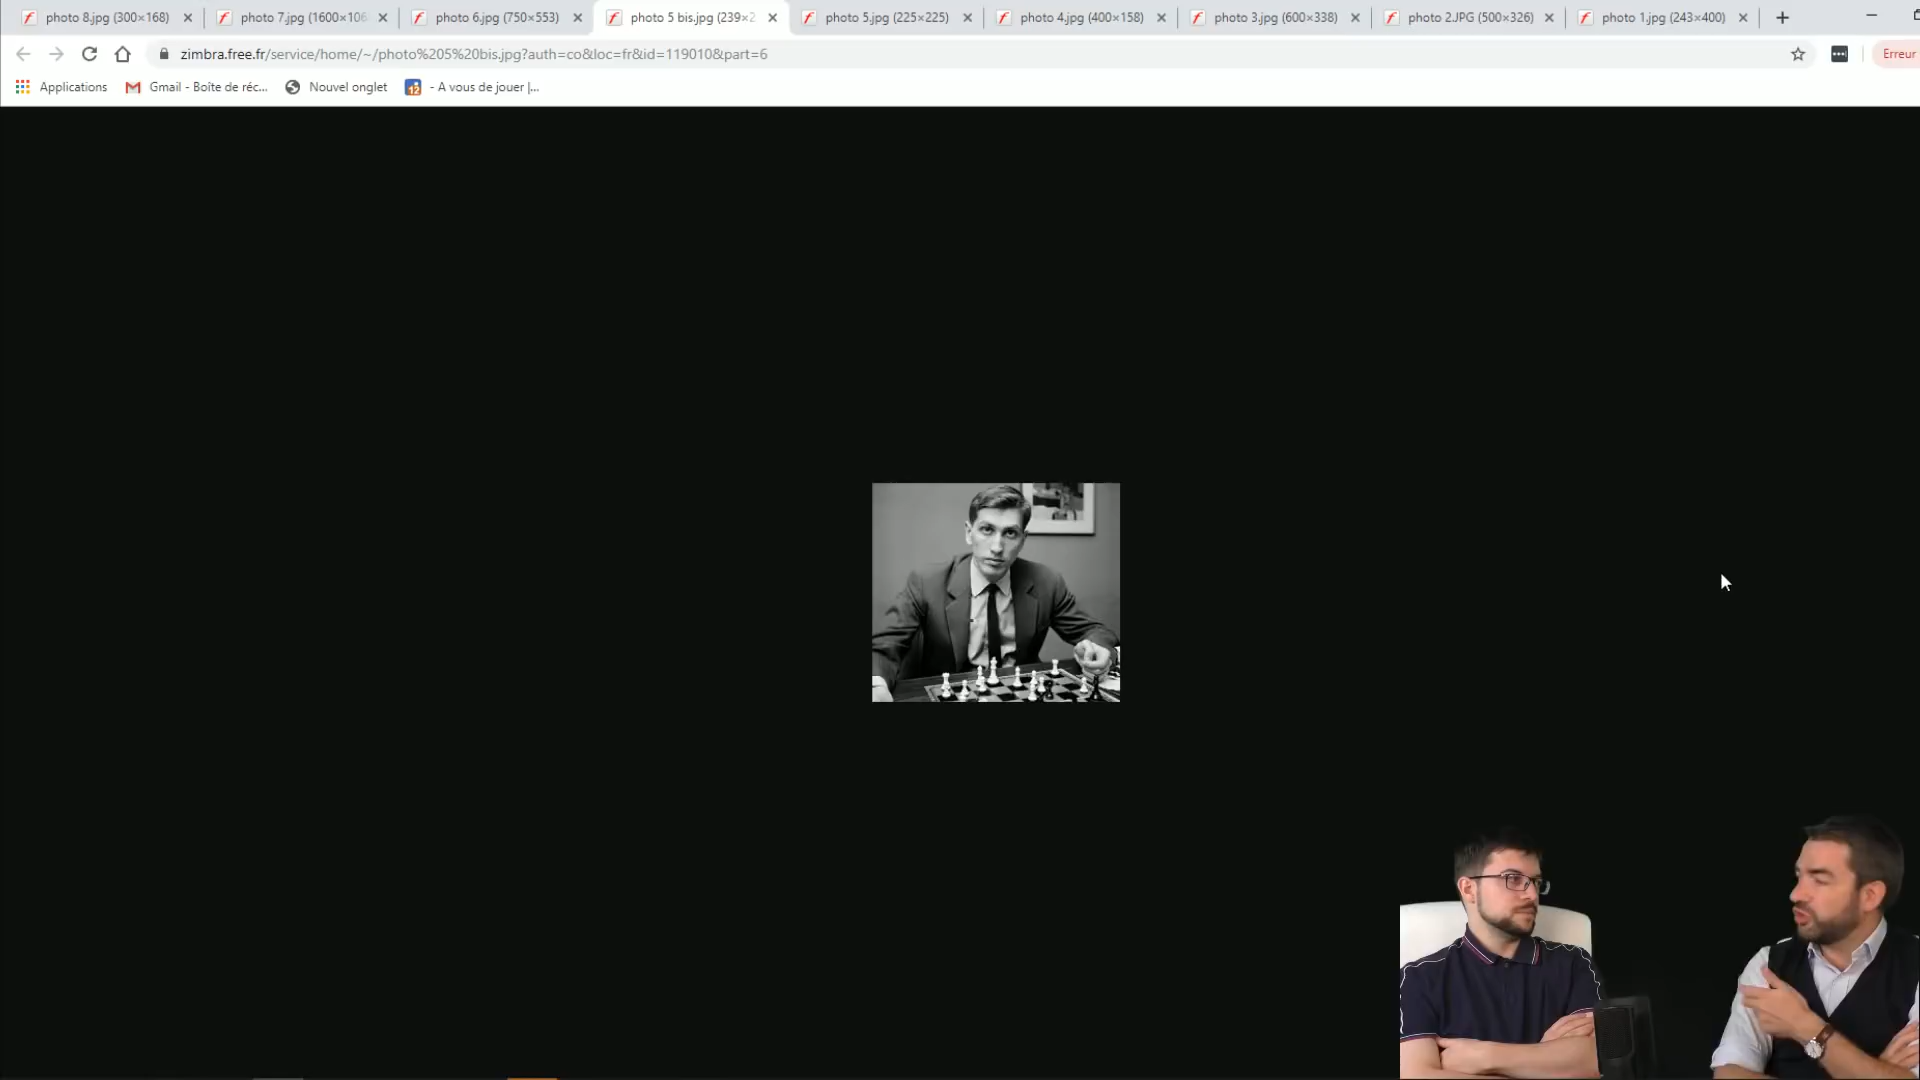 photo 8.jpg (300×168)
photo 7.jpg (1600×106
photo 6.jpg (750×553)
photo 5 bis.jpg (239×2
photo 5.jpg (225×225)
photo 4.jpg (400×158)
photo 3.jpg (600×338)
photo 2.JPG (500×326)
photo 1.jpg (243×400)
zimbra.free.fr/service/home/~/photo%205%20bis.jpg?auth=co&loc=fr&id=119010&part=6
Erreur
Applications
Gmail - Boîte de réc...
Nouvel onglet
12
- A vous de jouer |...